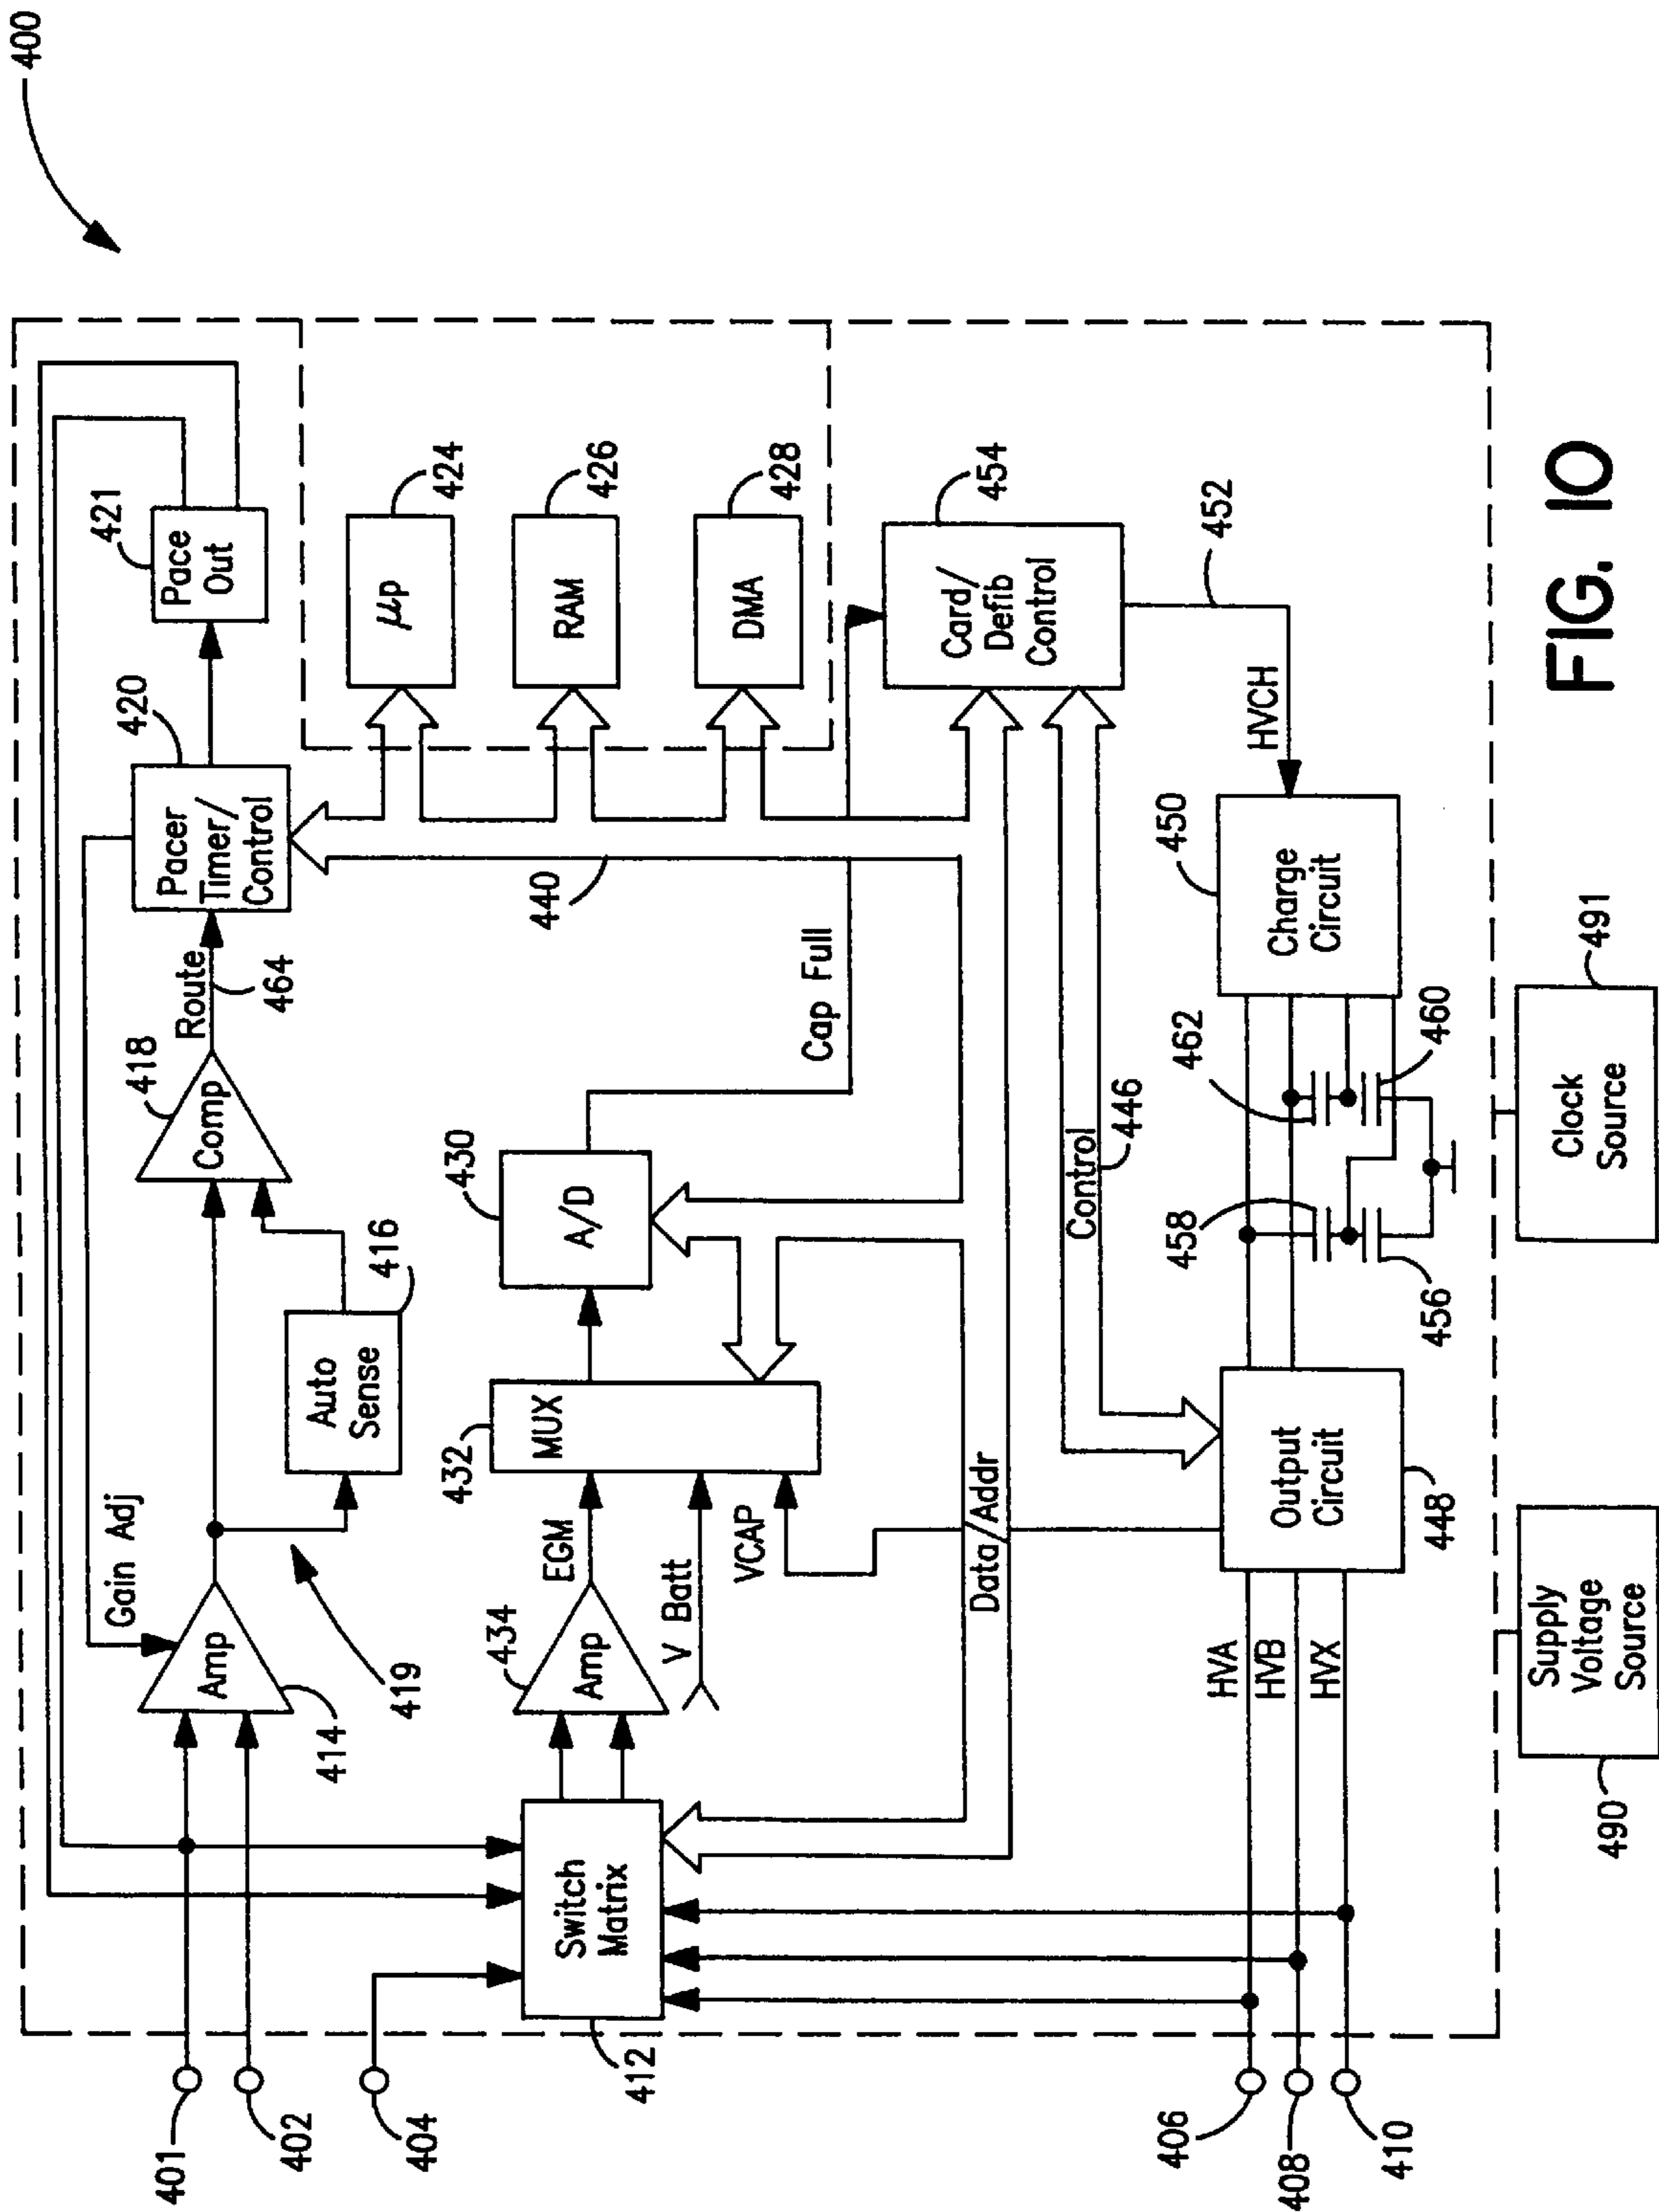 400
421
Pace
Out
420
Pacer
Timer/
Control
Route
464
418
Comp
Gain Adj
Amp
414
419
Auto
Sense
416
401
402
404
μp
424
RAM
426
DMA
428
440
Cap Full
430
A/D
432
MUX
EGM
434
Amp
V Batt
VCAP
Switch
Matrix
412
Data/Addr
454
Card/
Defib
Control
452
HVCH
Control
446
450
Charge
Circuit
462
460
458
456
Output
Circuit
448
HVA
HVB
HVX
406
408
410
Clock
Source
491
Supply
Voltage
Source
490
FIG. 10